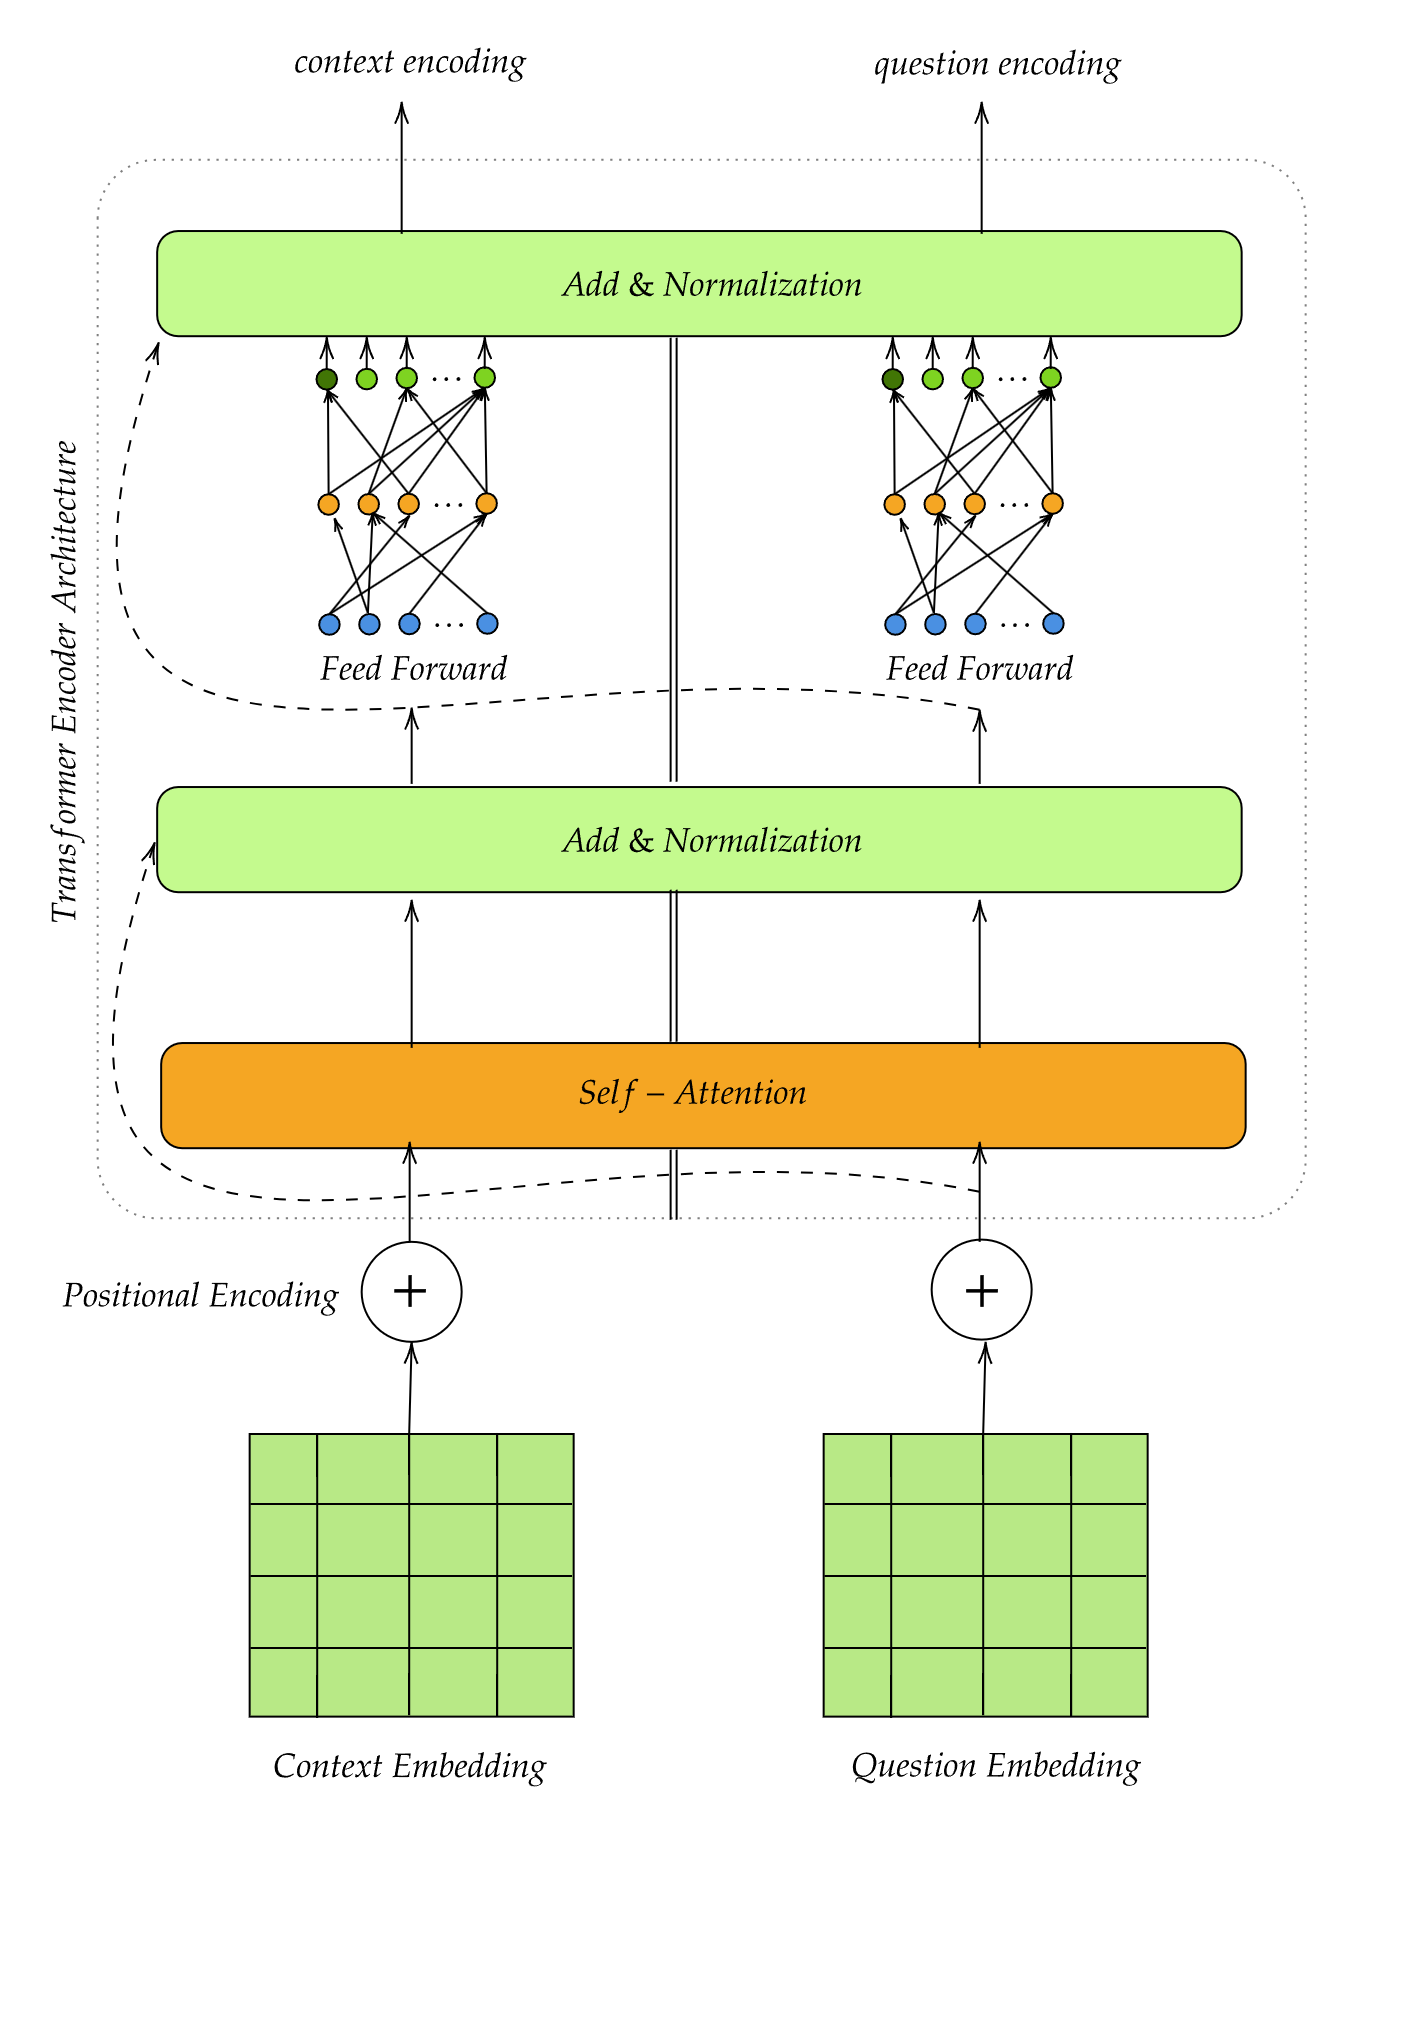 context encoding
question encoding
Add & Normalization
...
...
...
...
...
...
Feed Forward
Feed Forward
Transformer Encoder Architecture
Add & Normalization
Self – Attention
Positional Encoding
+
+
Context Embedding
Question Embedding